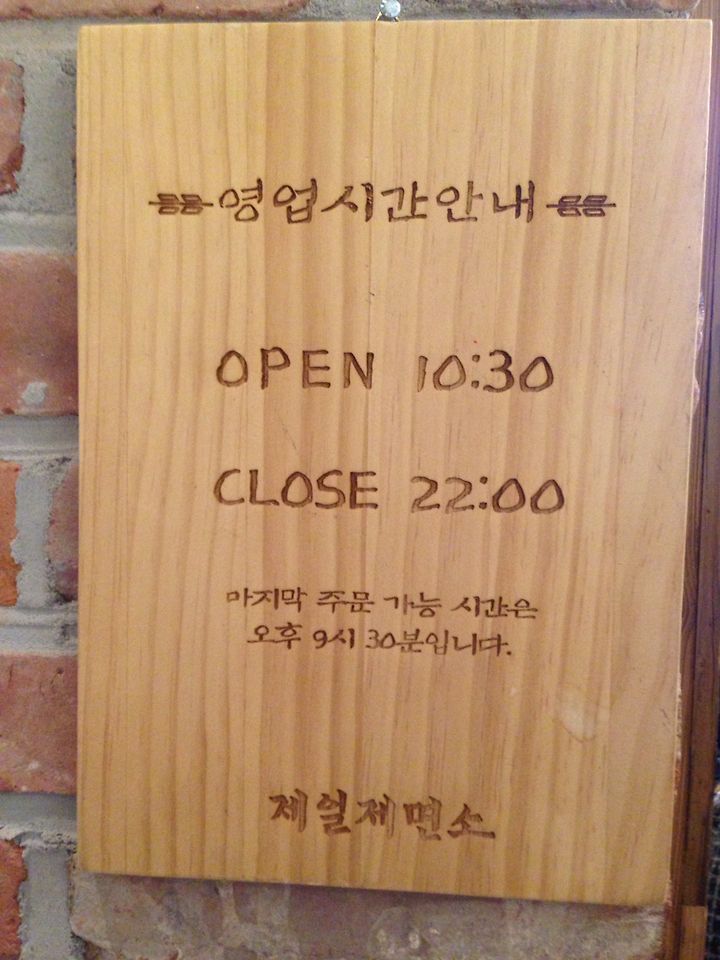 영업시간안내
OPEN 10:30
CLOSE 22:00
마지막 주문 가능 시간은
오후 9시 30분입니다.
제일제면소